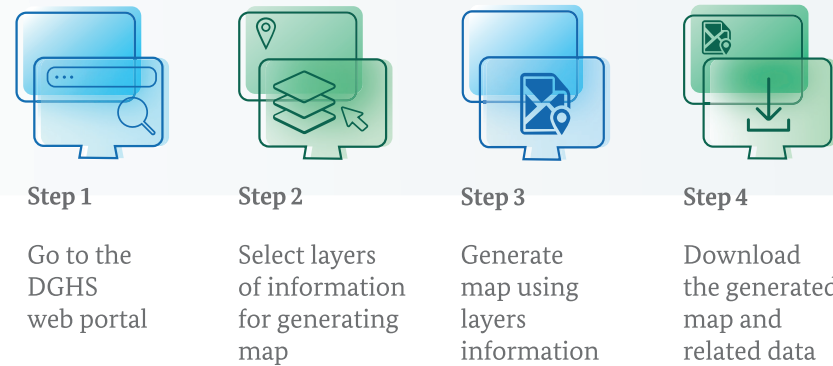 Step 1
Go to the
DGHS
web portal
Step 2
Select layers
of information
for generating
map
Step 3
Generate
map using
layers
information
Step 4
Download
the generated
map and
related data